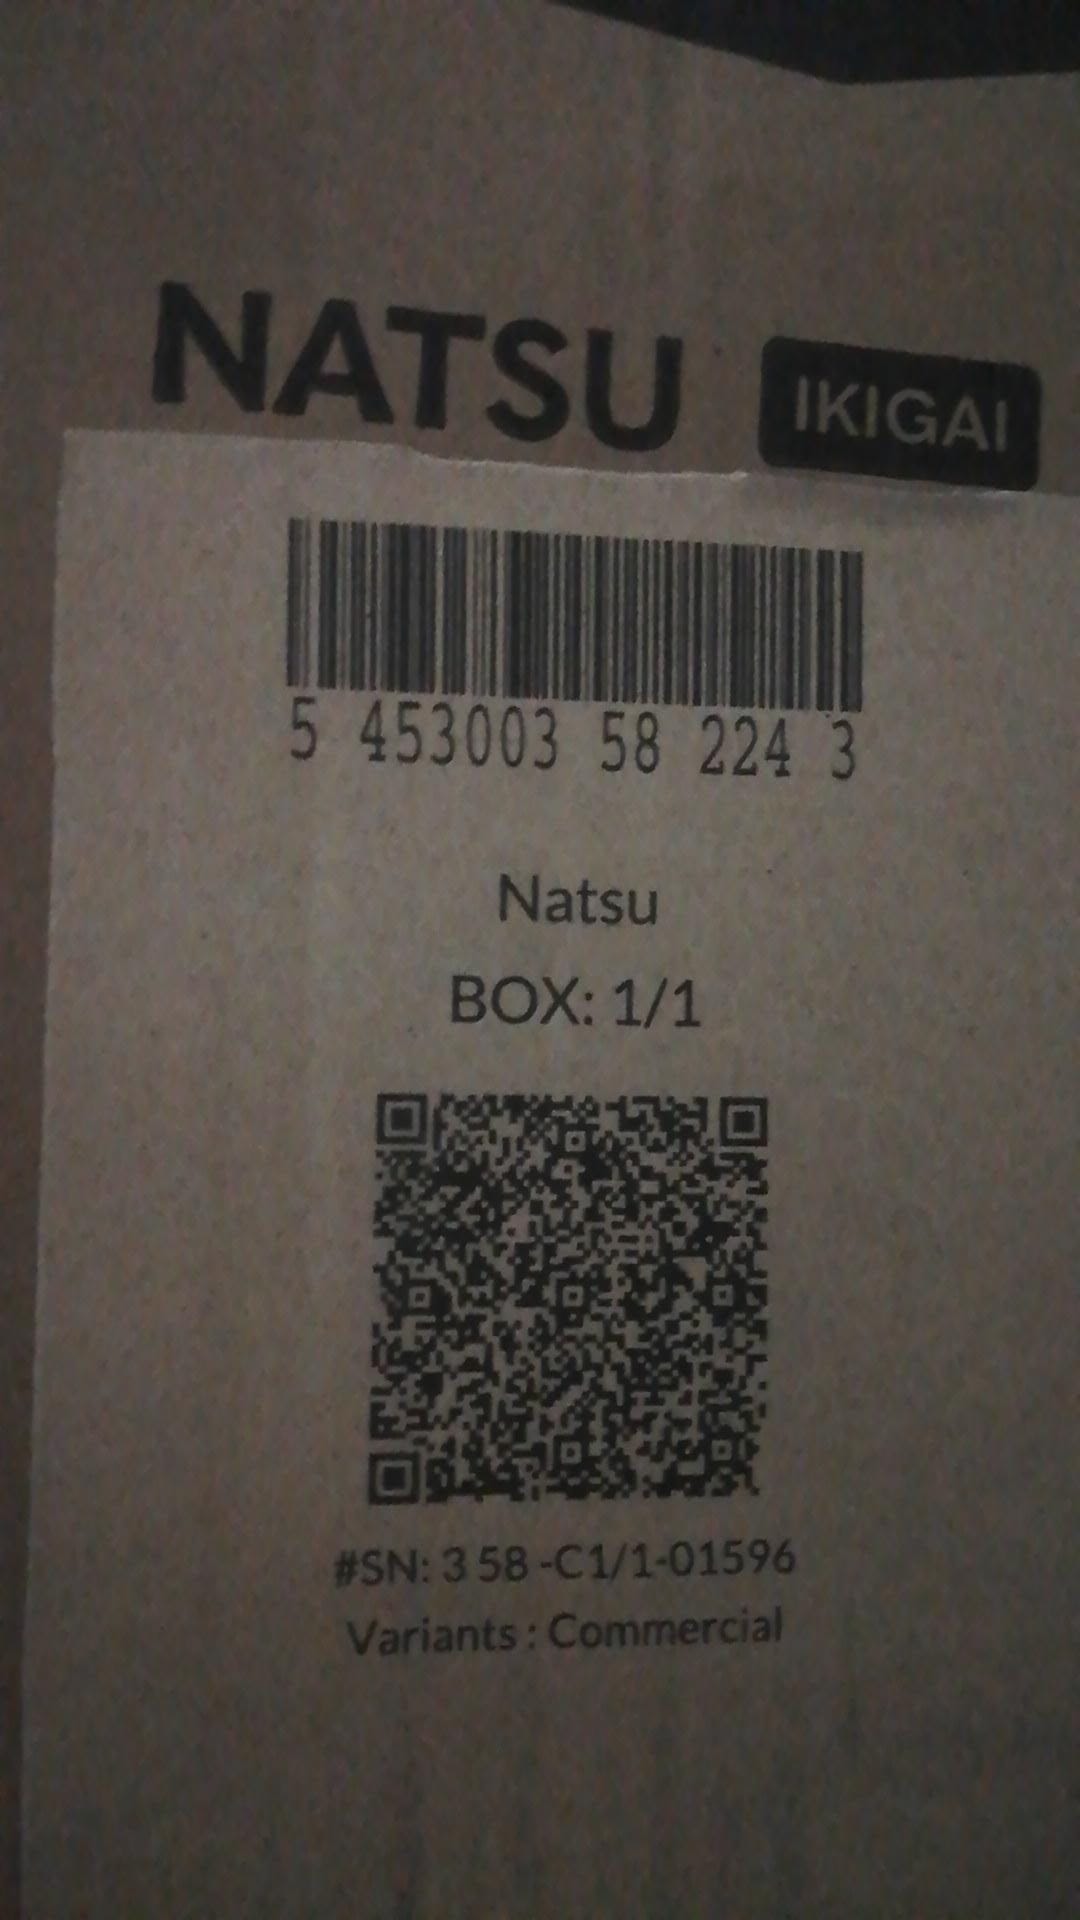 NATSU IKIGAI
5 453003 58 224 3
Natsu
BOX: 1/1
#SN: 3 58 -C1/1-01596
Variants : Commercial